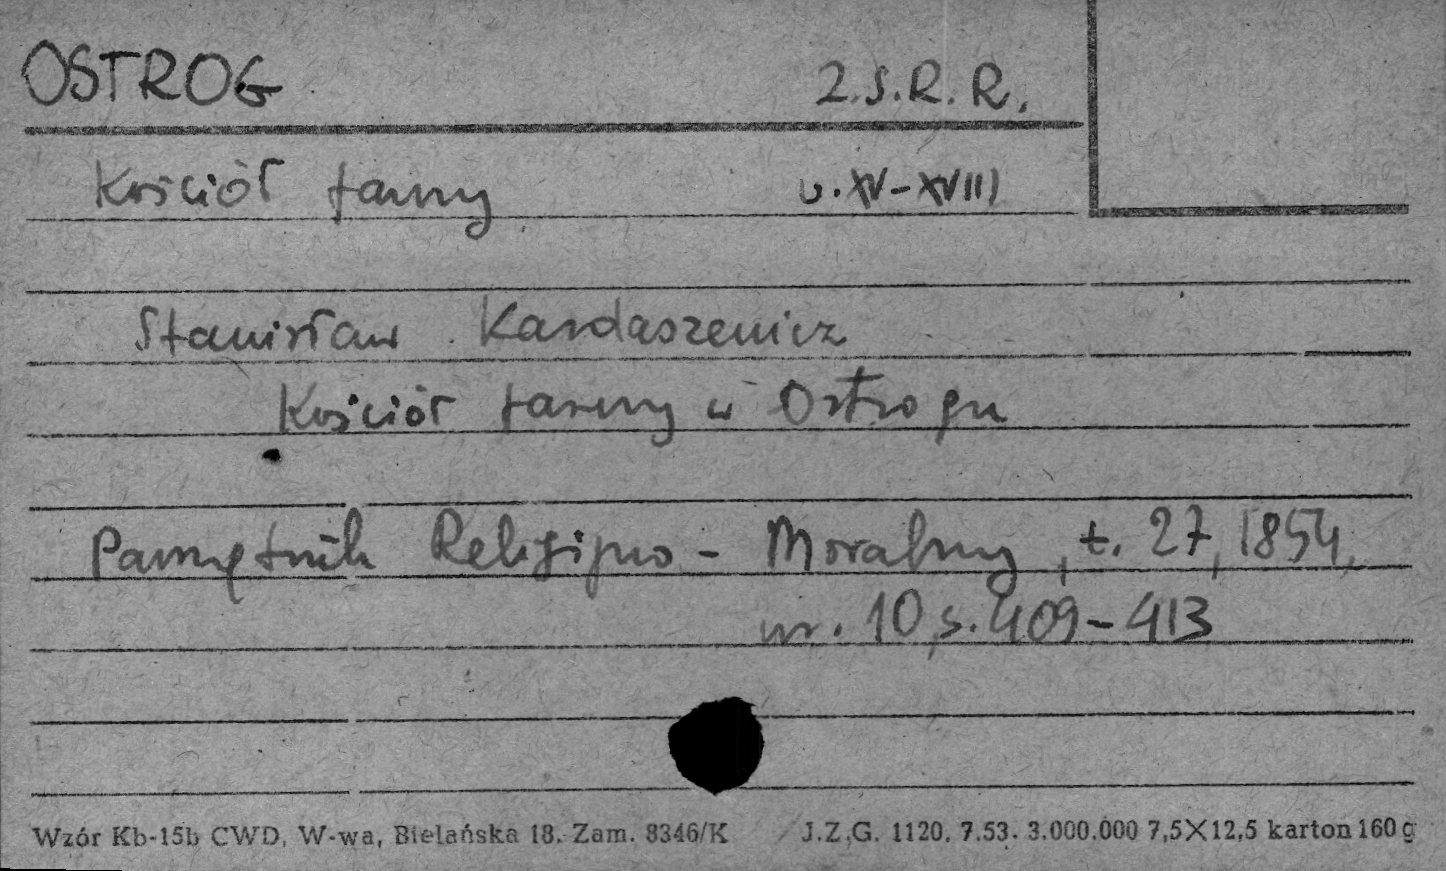 OSTROG Z.S.R.R.
Kościół farny w. XV-XVIII
Stanisław Kardaszewicz
Kościół farny w Ostrogu
Pamiętnik Religijno-Moralny, t. 27, 1854,
nr. 10, s. 409-413
Wzór Kb-15b CWD, W-wa, Bielańska 18. Zam. 8346/K J.Z.G. 1120. 7.53. 3.000.000 7,5X12,5 karton 160 g